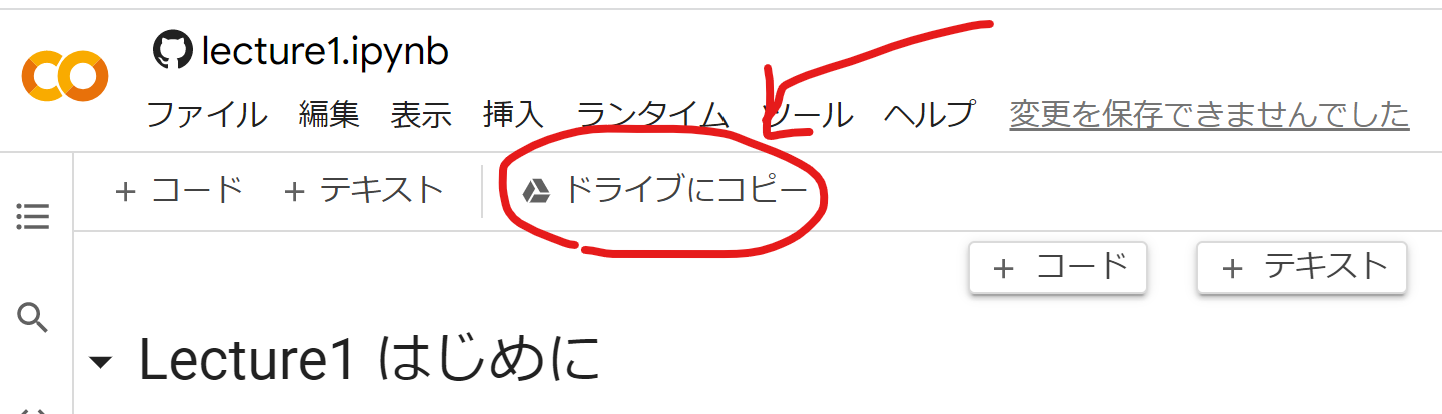 lecture1.ipynb
ファイル 編集 表示 挿入 ランタイム ツール ヘルプ 変更を保存できませんでした
+ コード + テキスト ドライブにコピー
+ コード + テキスト
Lecture1 はじめに